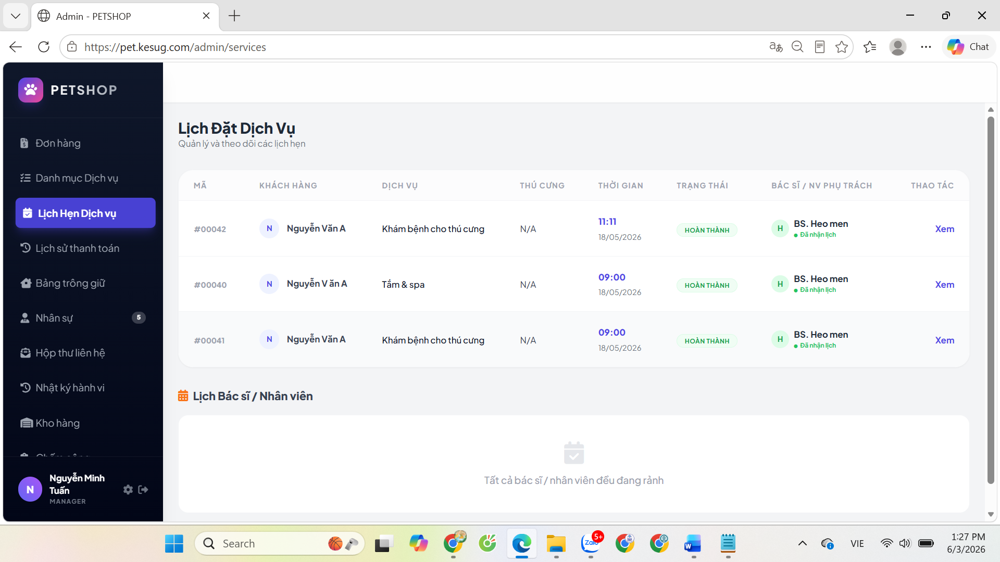 Admin - PETSHOP
https://pet.kesug.com/admin/services
Chat
PETSHOP
Đơn hàng
Danh mục Dịch vụ
Lịch Hẹn Dịch vụ
Lịch sử thanh toán
Bảng trông giữ
Nhân sự 5
Hộp thư liên hệ
Nhật ký hành vi
Kho hàng
Chấm công
N
Nguyễn Minh
Tuấn
MANAGER
Lịch Đặt Dịch Vụ
Quản lý và theo dõi các lịch hẹn
MÃ KHÁCH HÀNG DỊCH VỤ THÚ CƯNG THỜI GIAN TRẠNG THÁI BÁC SĨ / NV PHỤ TRÁCH THAO TÁC
#00042 N Nguyễn Văn A Khám bệnh cho thú cưng N/A 11:11 18/05/2026 HOÀN THÀNH H BS. Heo men Đã nhận lịch Xem
#00040 N Nguyễn V ăn A Tắm & spa N/A 09:00 18/05/2026 HOÀN THÀNH H BS. Heo men Đã nhận lịch Xem
#00041 N Nguyễn Văn A Khám bệnh cho thú cưng N/A 09:00 18/05/2026 HOÀN THÀNH H BS. Heo men Đã nhận lịch Xem
Lịch Bác sĩ / Nhân viên
Tất cả bác sĩ / nhân viên đều đang rảnh
Search
Zalo
5+
VIE
1:27 PM
6/3/2026